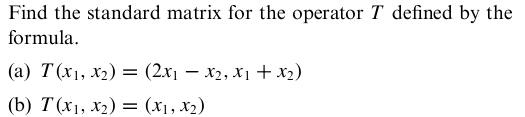 Find the standard matrix for the operator T defined by the
formula.
(a) T(x₁, x₂) = (2x₁ − x₂, x₁ + x₂)
(b) T(x₁, x₂) = (x₁, x₂)